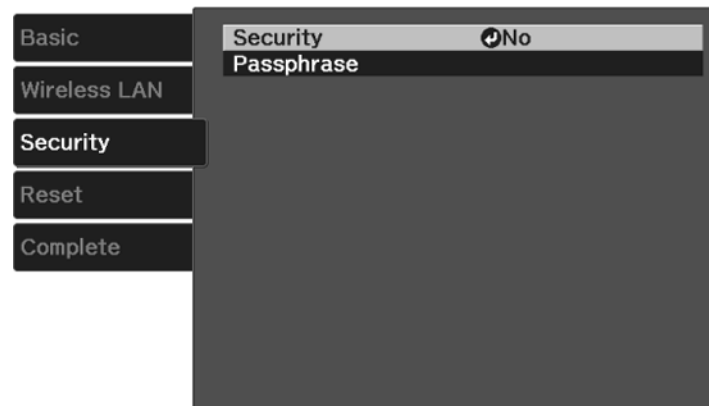 Basic
Wireless LAN
Security
Reset
Complete
Security No
Passphrase